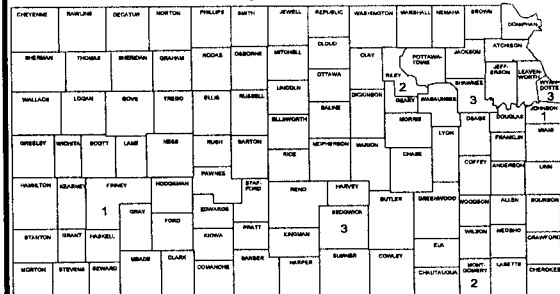 CHEYENNE RAWLINS DECATUR NORTON PHILLIPS SMITH JEWELL REPUBLIC WASHINGTON MARSHALL NEMAHA BROWN DONIPHAN
SHERMAN THOMAS SHERIDAN GRAHAM ROOKS OSBORNE MITCHELL CLOUD CLAY RILEY 2 POTTAWA-
TOMIE JACKSON ATCHISON
JEFF-
ERSON LEAVEN-
WORTH WYAN-
DOTTE
3
WALLACE LOGAN GOVE TREGO ELLIS RUSSELL LINCOLN OTTAWA DICKINSON GEARY WABAUNSEE SHAWNEE
3 DOUGLAS JOHNSON
1
ELLSWORTH SALINE MORRIS OSAGE FRANKLIN MIAMI
GREELEY WICHITA SCOTT LANE NESS RUSH BARTON RICE MCPHERSON MARION CHASE LYON COFFEY ANDERSON LINN
HAMILTON KEARNEY FINNEY
1 HODGEMAN PAWNEE STAF-
FORD RENO HARVEY BUTLER GREENWOOD WOODSON ALLEN BOURBON
GRAY FORD EDWARDS SEDGWICK
3
STANTON GRANT HASKELL KIOWA PRATT KINGMAN ELK WILSON NEOSHO CRAWFORD
MORTON STEVENS SEWARD MEADE CLARK COMANCHE BARBER HARPER SUMNER COWLEY CHAUTAUQUA MONT-
GOMERY
2 LABETTE CHEROKEE